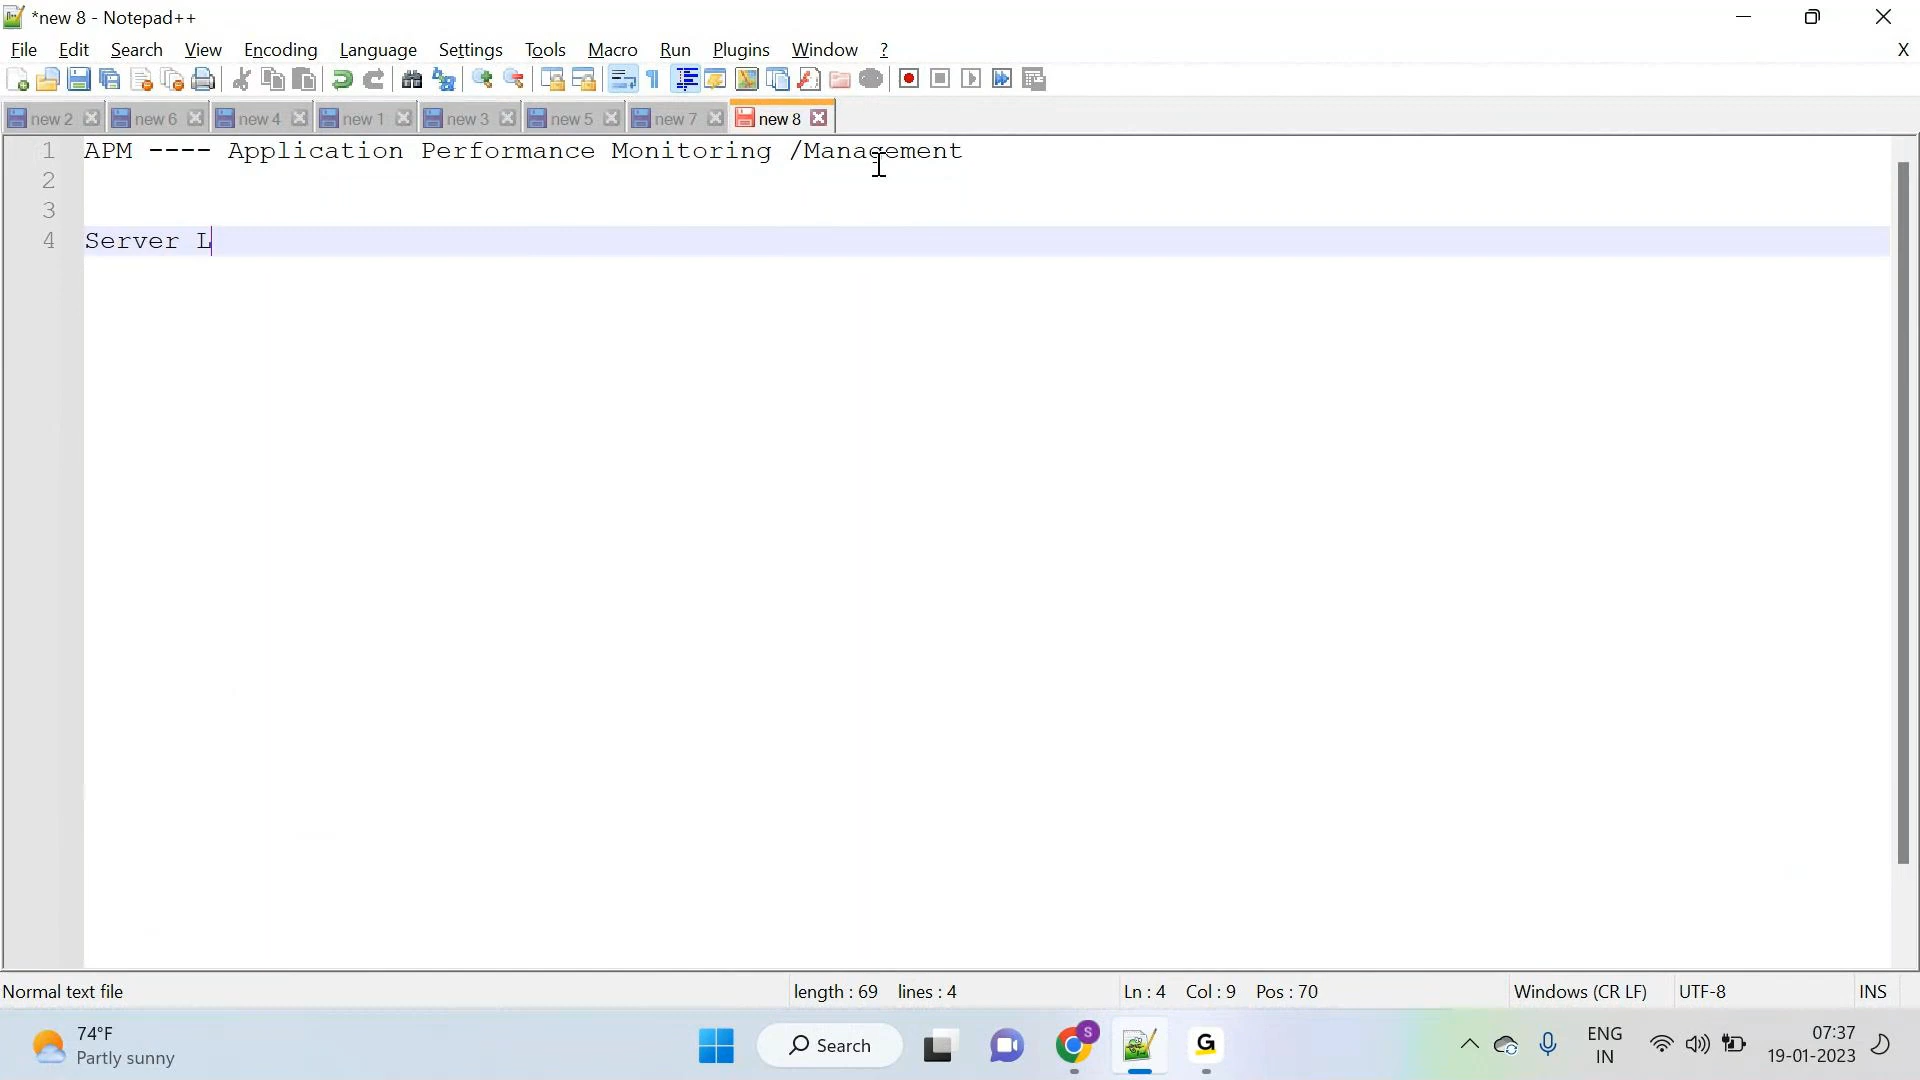 *new 8 - Notepad++
File Edit Search View Encoding Language Settings Tools Macro Run Plugins Window ? X
new 2 new 6 new 4 new 1 new 3 new 5 new 7 new 8
1 APM ---- Application Performance Monitoring /Management
2
3
4 Server L
Normal text file length : 69 lines : 4 Ln : 4 Col : 9 Pos : 70 Windows (CR LF) UTF-8 INS
74°F
Partly sunny
Search
S
G
ENG
IN
07:37
19-01-2023